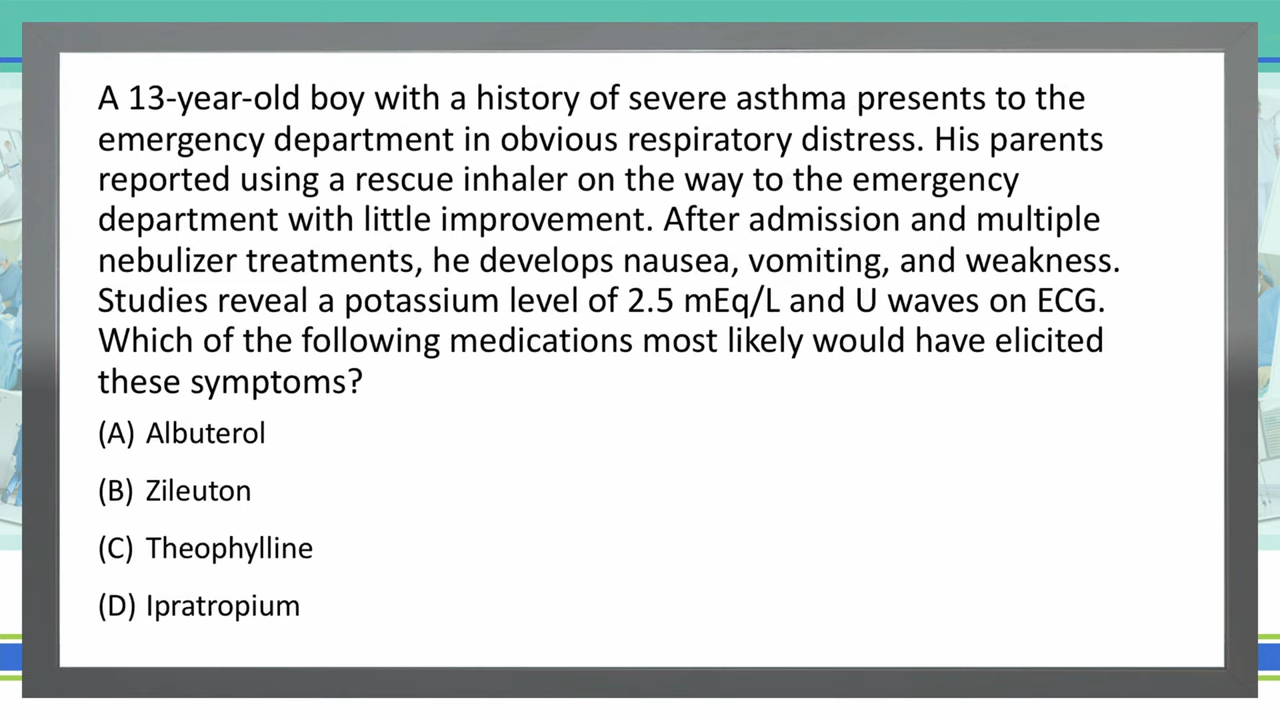 A 13-year-old boy with a history of severe asthma presents to the
emergency department in obvious respiratory distress. His parents
reported using a rescue inhaler on the way to the emergency
department with little improvement. After admission and multiple
nebulizer treatments, he develops nausea, vomiting, and weakness.
Studies reveal a potassium level of 2.5 mEq/L and U waves on ECG.
Which of the following medications most likely would have elicited
these symptoms?
(A) Albuterol
(B) Zileuton
(C) Theophylline
(D) Ipratropium